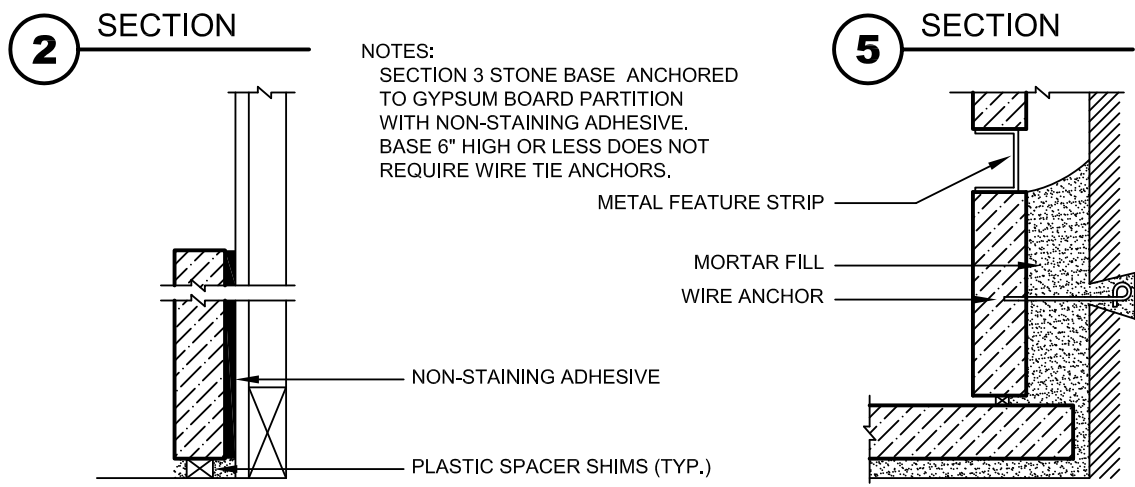 2 SECTION
NOTES:
SECTION 3 STONE BASE ANCHORED
TO GYPSUM BOARD PARTITION
WITH NON-STAINING ADHESIVE.
BASE 6" HIGH OR LESS DOES NOT
REQUIRE WIRE TIE ANCHORS.
NON-STAINING ADHESIVE
PLASTIC SPACER SHIMS (TYP.)
5 SECTION
METAL FEATURE STRIP
MORTAR FILL
WIRE ANCHOR